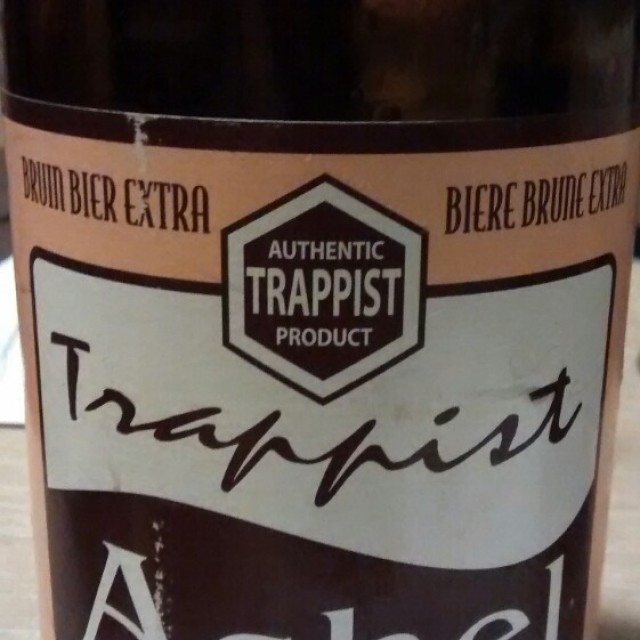 BRUIN BIER EXTRA
BIERE BRUNE EXTRA
AUTHENTIC
TRAPPIST
PRODUCT
Trappist
Achel